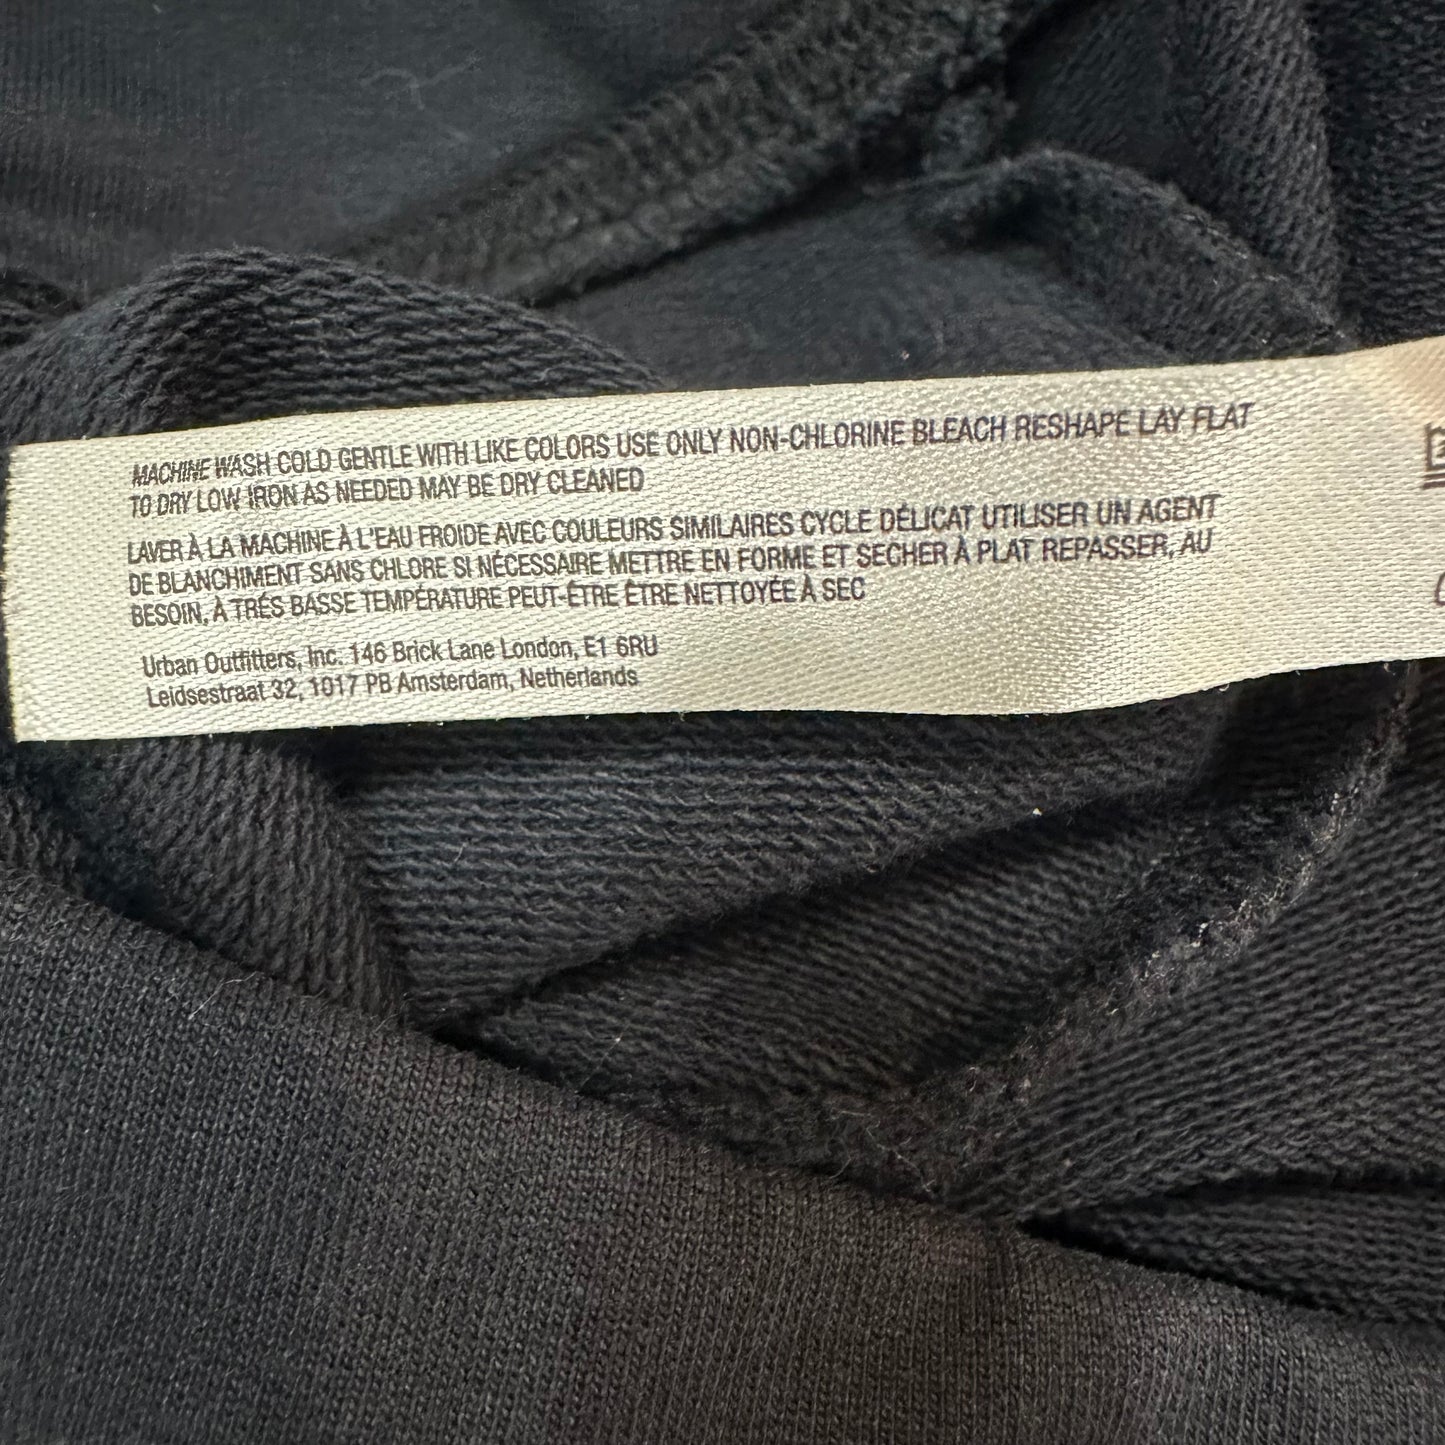 MACHINE WASH COLD GENTLE WITH LIKE COLORS USE ONLY NON-CHLORINE BLEACH RESHAPE LAY FLAT
TO DRY LOW IRON AS NEEDED MAY BE DRY CLEANED
LAVER À LA MACHINE À L'EAU FROIDE AVEC COULEURS SIMILAIRES CYCLE DÉLICAT UTILISER UN AGENT
DE BLANCHIMENT SANS CHLORE SI NÉCESSAIRE METTRE EN FORME ET SECHER À PLAT REPASSER, AU
BESOIN, À TRÉS BASSE TEMPÉRATURE PEUT-ÊTRE ÊTRE NETTOYÉE À SEC
Urban Outfitters, Inc. 146 Brick Lane London, E1 6RU
Leidsestraat 32, 1017 PB Amsterdam, Netherlands